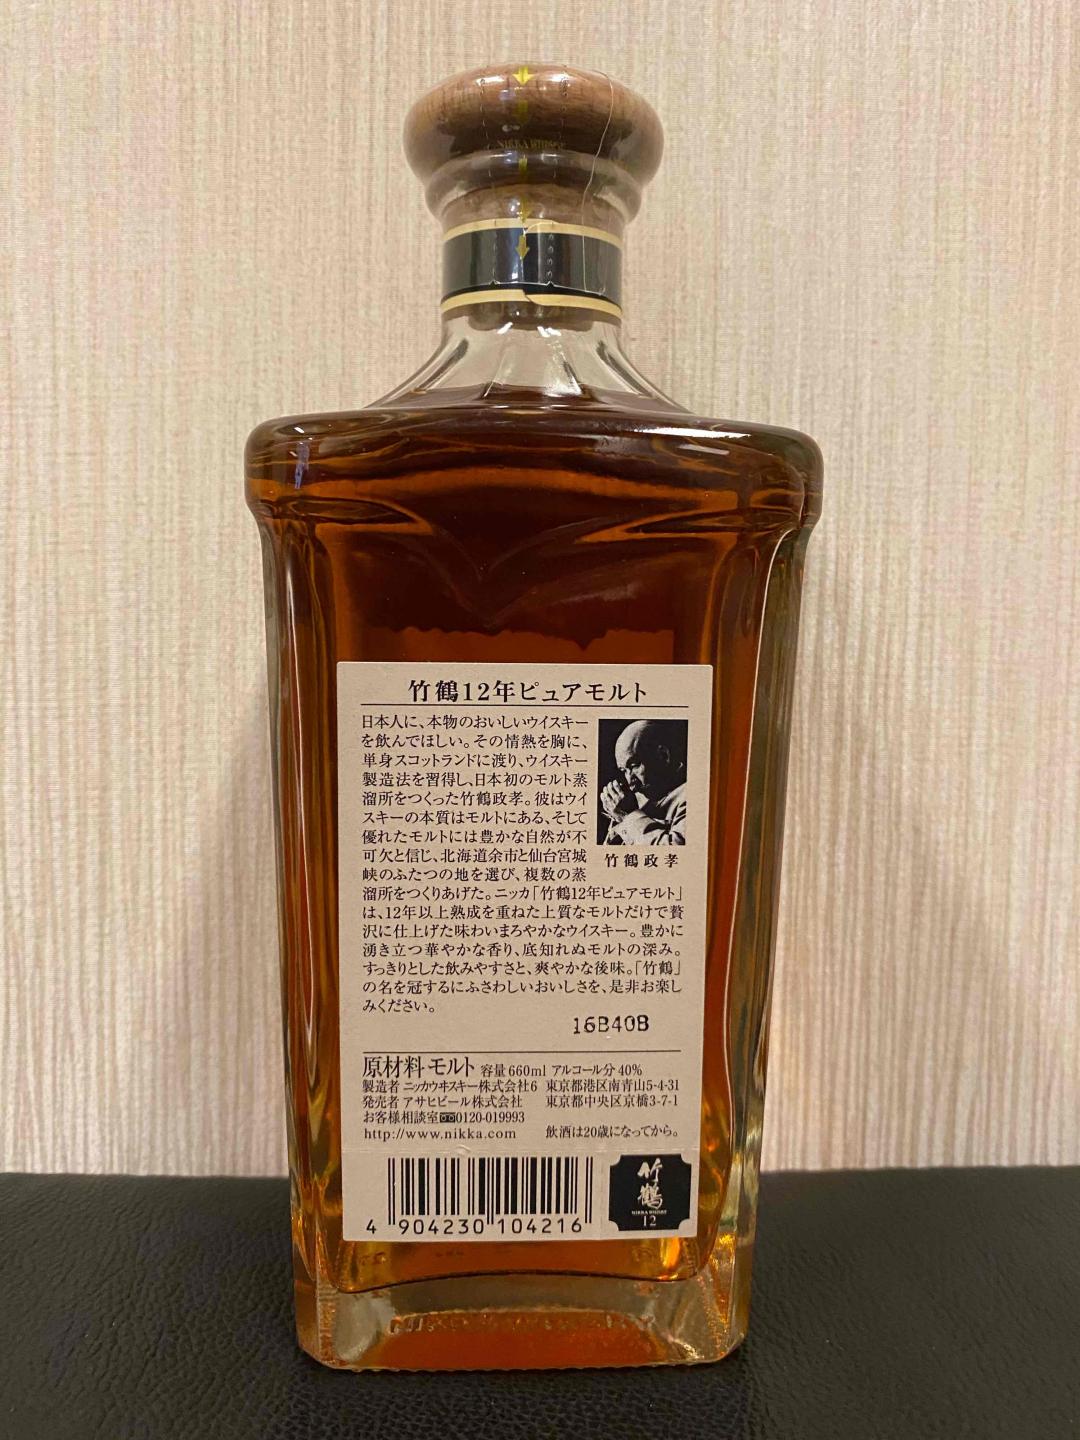 NIKKA WHISKY
竹鶴12年ピュアモルト
日本人に、本物のおいしいウイスキー
を飲んでほしい。その情熱を胸に、
単身スコットランドに渡り、ウイスキー
製造法を習得し、日本初のモルト蒸
溜所をつくった竹鶴政孝。彼はウイ
スキーの本質はモルトにある、そして
優れたモルトには豊かな自然が不
可欠と信じ、北海道余市と仙台宮城
峡のふたつの地を選び、複数の蒸
溜所をつくりあげた。ニッカ「竹鶴12年ピュアモルト」
は、12年以上熟成を重ねた上質なモルトだけで贅
沢に仕上げた味わいまろやかなウイスキー。豊かに
湧き立つ華やかな香り、底知れぬモルトの深み。
すっきりとした飲みやすさと、爽やかな後味。「竹鶴」
の名を冠するにふさわしいおいしさを、是非お楽し
みください。
竹鶴政孝
16B40B
原材料 モルト 容量660ml アルコール分40%
製造者 ニッカウヰスキー株式会社6 東京都港区南青山5-4-31
発売者 アサヒビール株式会社 東京都中央区京橋3-7-1
お客様相談室 0120-019993
http://www.nikka.com 飲酒は20歳になってから。
4 904230 104216
竹鶴
NIKKA WHISKY
12